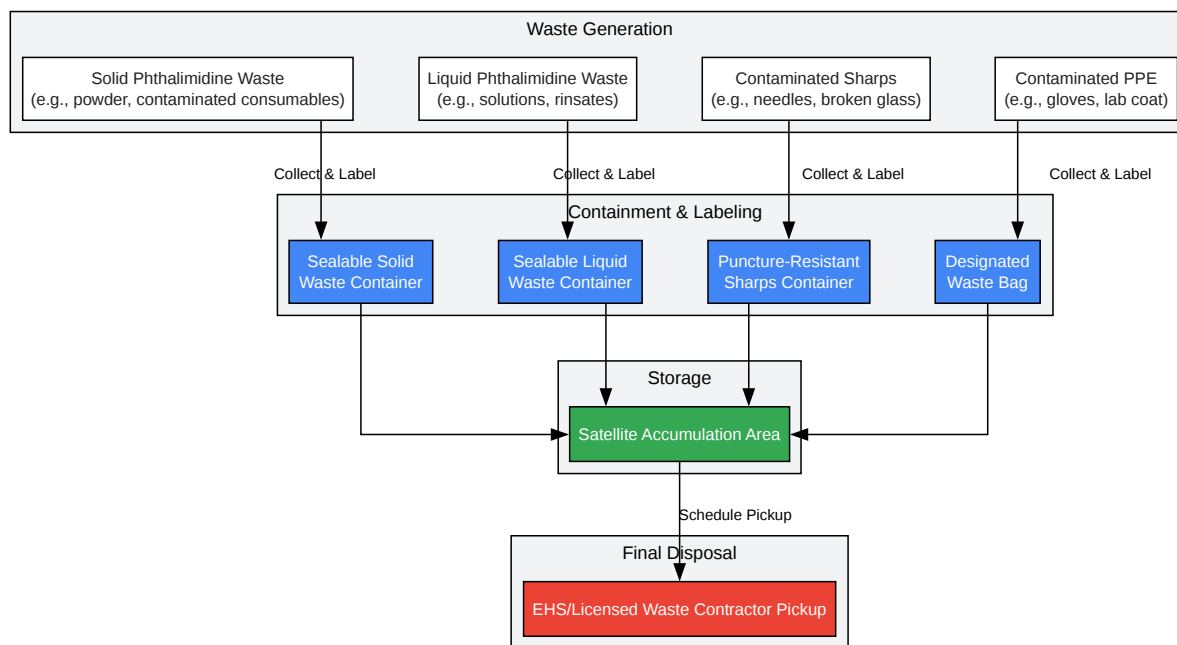 Waste Generation
Solid Phthalimidine Waste
(e.g., powder, contaminated consumables)
Liquid Phthalimidine Waste
(e.g., solutions, rinsates)
Contaminated Sharps
(e.g., needles, broken glass)
Contaminated PPE
(e.g., gloves, lab coat)
Collect & Label
Collect & Label
Collect & Label
Collect & Label
Containment & Labeling
Sealable Solid
Waste Container
Sealable Liquid
Waste Container
Puncture-Resistant
Sharps Container
Designated
Waste Bag
Storage
Satellite Accumulation Area
Schedule Pickup
Final Disposal
EHS/Licensed Waste Contractor Pickup